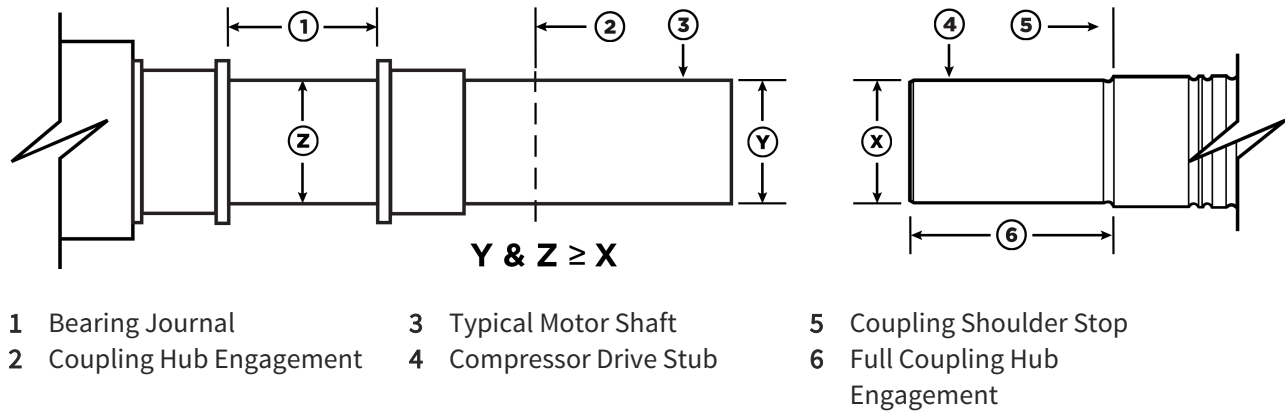 1
2
3
4
5
Z
Y
X
6
Y & Z ≥ X
1 Bearing Journal
2 Coupling Hub Engagement
3 Typical Motor Shaft
4 Compressor Drive Stub
5 Coupling Shoulder Stop
6 Full Coupling Hub
Engagement